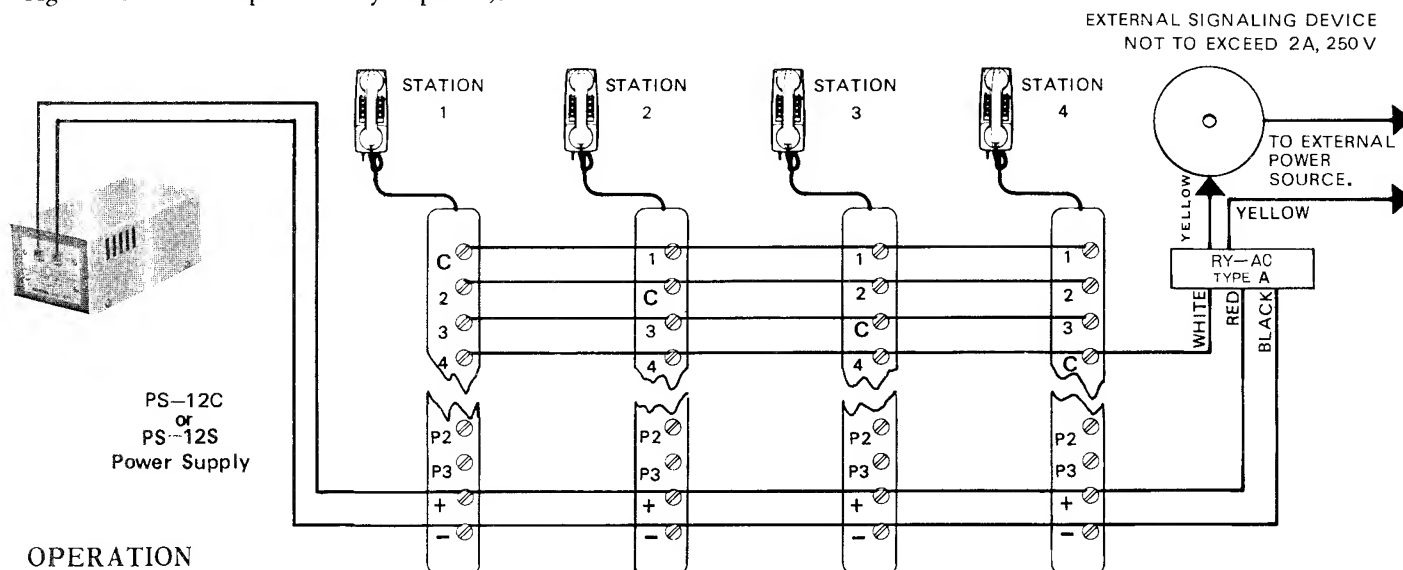 EXTERNAL SIGNALING DEVICE
NOT TO EXCEED 2A, 250V
STATION
1
STATION
2
STATION
3
STATION
4
TO EXTERNAL
POWER
SOURCE.
YELLOW
YELLOW
RY-AC
TYPE A
WHITE
RED
BLACK
C
2
3
4
1
C
3
4
1
2
C
4
1
2
3
C
PS-12C
or
PS-12S
Power Supply
P2
P3
+
-
P2
P3
+
-
P2
P3
+
-
P2
P3
+
-
OPERATION